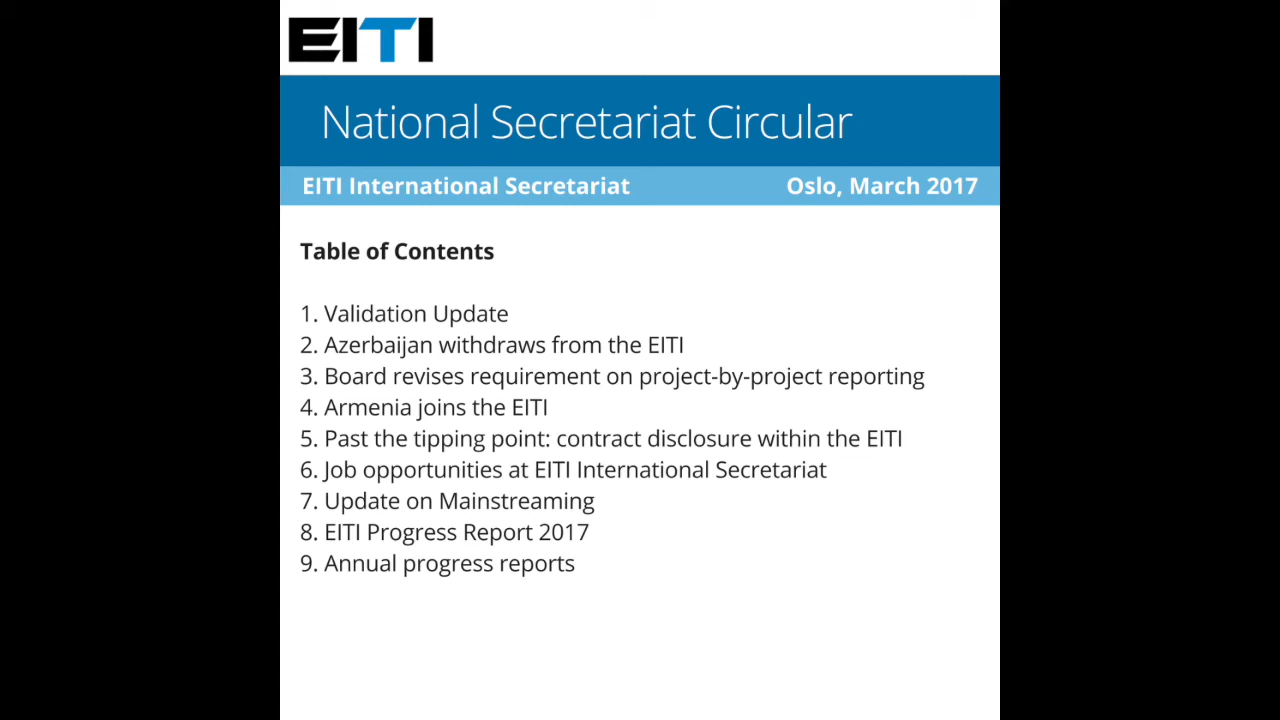 EITI
National Secretariat Circular
EITI International Secretariat Oslo, March 2017
Table of Contents
1. Validation Update
2. Azerbaijan withdraws from the EITI
3. Board revises requirement on project-by-project reporting
4. Armenia joins the EITI
5. Past the tipping point: contract disclosure within the EITI
6. Job opportunities at EITI International Secretariat
7. Update on Mainstreaming
8. EITI Progress Report 2017
9. Annual progress reports